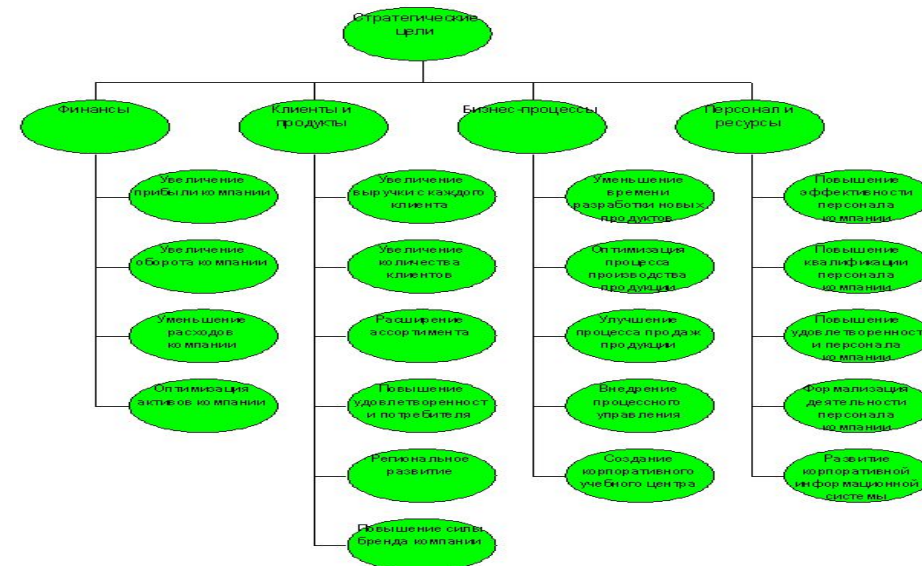 Стратегические
цели
Финансы
Клиенты и
продукты
Бизнес-процессы
Персонал и
ресурсы
Увеличение
прибыли компании
Увеличение
оборота компании
Уменьшение
расходов
компании
Оптимизация
активов компании
Увеличение
выручки с каждого
клиента
Увеличение
количества
клиентов
Расширение
ассортимента
Повышение
удовлетворенност
и потребителя
Региональное
развитие
Повышение силы
бренда компании
Уменьшение
времени
разработки новых
продуктов
Оптимизация
процесса
производства
продукции
Улучшение
процесса продаж
продукции
Внедрение
процессного
управления
Создание
корпоративного
учебного центра
Повышение
эффективности
персонала
компании
Повышение
квалификации
персонала
компании
Повышение
удовлетворенност
и персонала
компании
Формализация
деятельности
персонала
компании
Развитие
корпоративной
информационной
системы